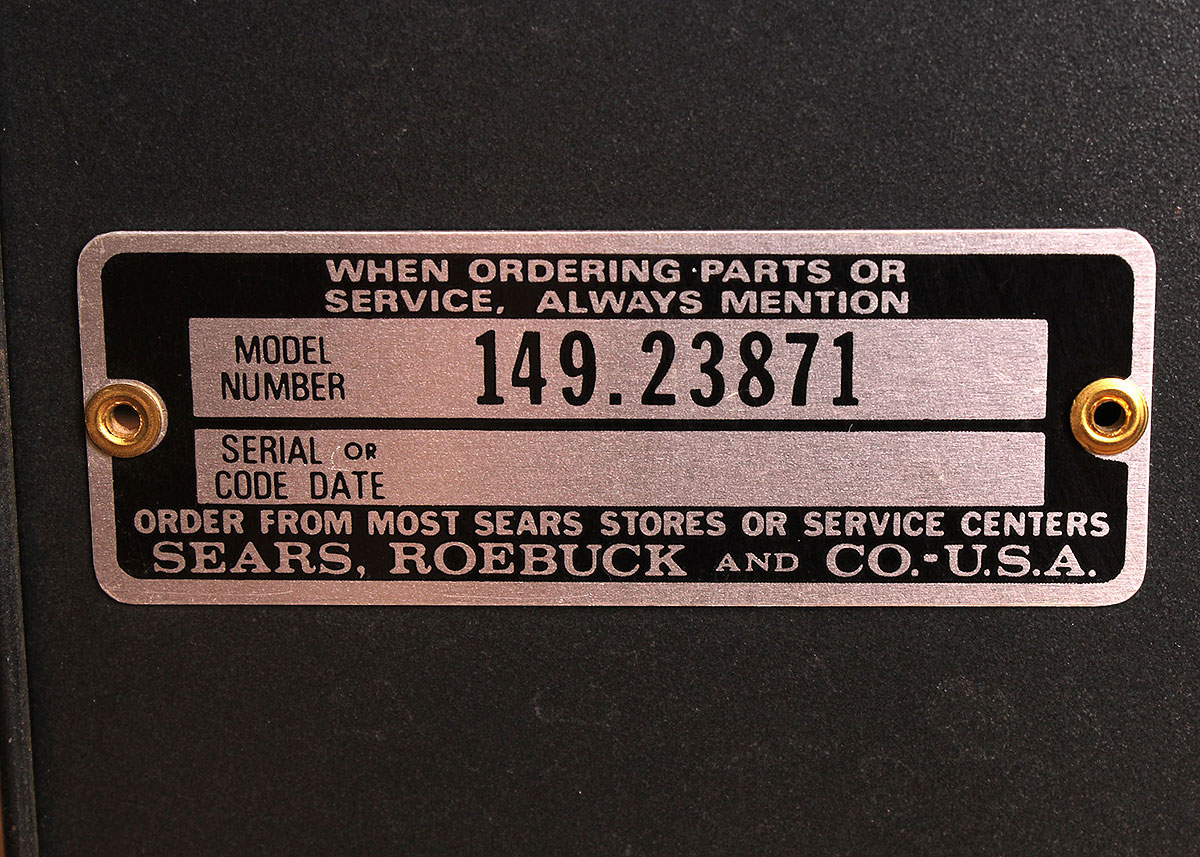 WHEN ORDERING PARTS OR
SERVICE, ALWAYS MENTION
MODEL
NUMBER
149.23871
SERIAL OR
CODE DATE
ORDER FROM MOST SEARS STORES OR SERVICE CENTERS
SEARS, ROEBUCK AND CO.-U.S.A.